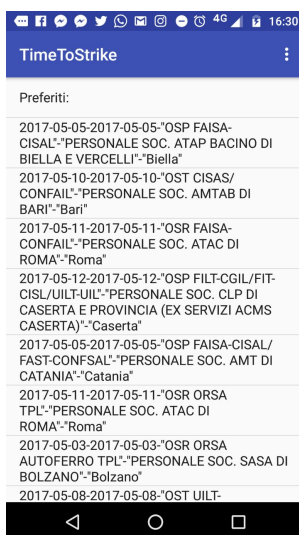 4G 16:30
TimeToStrike
Preferiti:
2017-05-05-2017-05-05-"OSP FAISA-
CISAL"-"PERSONALE SOC. ATAP BACINO DI
BIELLA E VERCELLI"-"Biella"
2017-05-10-2017-05-10-"OST CISAS/
CONFAIL"-"PERSONALE SOC. AMTAB DI
BARI"-"Bari"
2017-05-11-2017-05-11-"OSR FAISA-
CONFAIL"-"PERSONALE SOC. ATAC DI
ROMA"-"Roma"
2017-05-12-2017-05-12-"OSP FILT-CGIL/FIT-
CISL/UILT-UIL"-"PERSONALE SOC. CLP DI
CASERTA E PROVINCIA (EX SERVIZI ACMS
CASERTA)"-"Caserta"
2017-05-05-2017-05-05-"OSP FAISA-CISAL/
FAST-CONFSAL"-"PERSONALE SOC. AMT DI
CATANIA"-"Catania"
2017-05-11-2017-05-11-"OSR ORSA
TPL"-"PERSONALE SOC. ATAC DI
ROMA"-"Roma"
2017-05-03-2017-05-03-"OSR ORSA
AUTOFERRO TPL"-"PERSONALE SOC. SASA DI
BOLZANO"-"Bolzano"
2017-05-08-2017-05-08-"OST UILT-